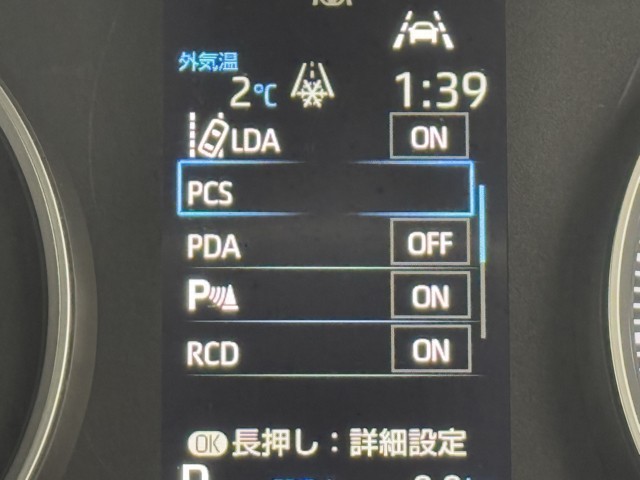 外気温
2℃ 1:39
LDA ON
PCS
PDA OFF
P ON
RCD ON
OK 長押し：詳細設定